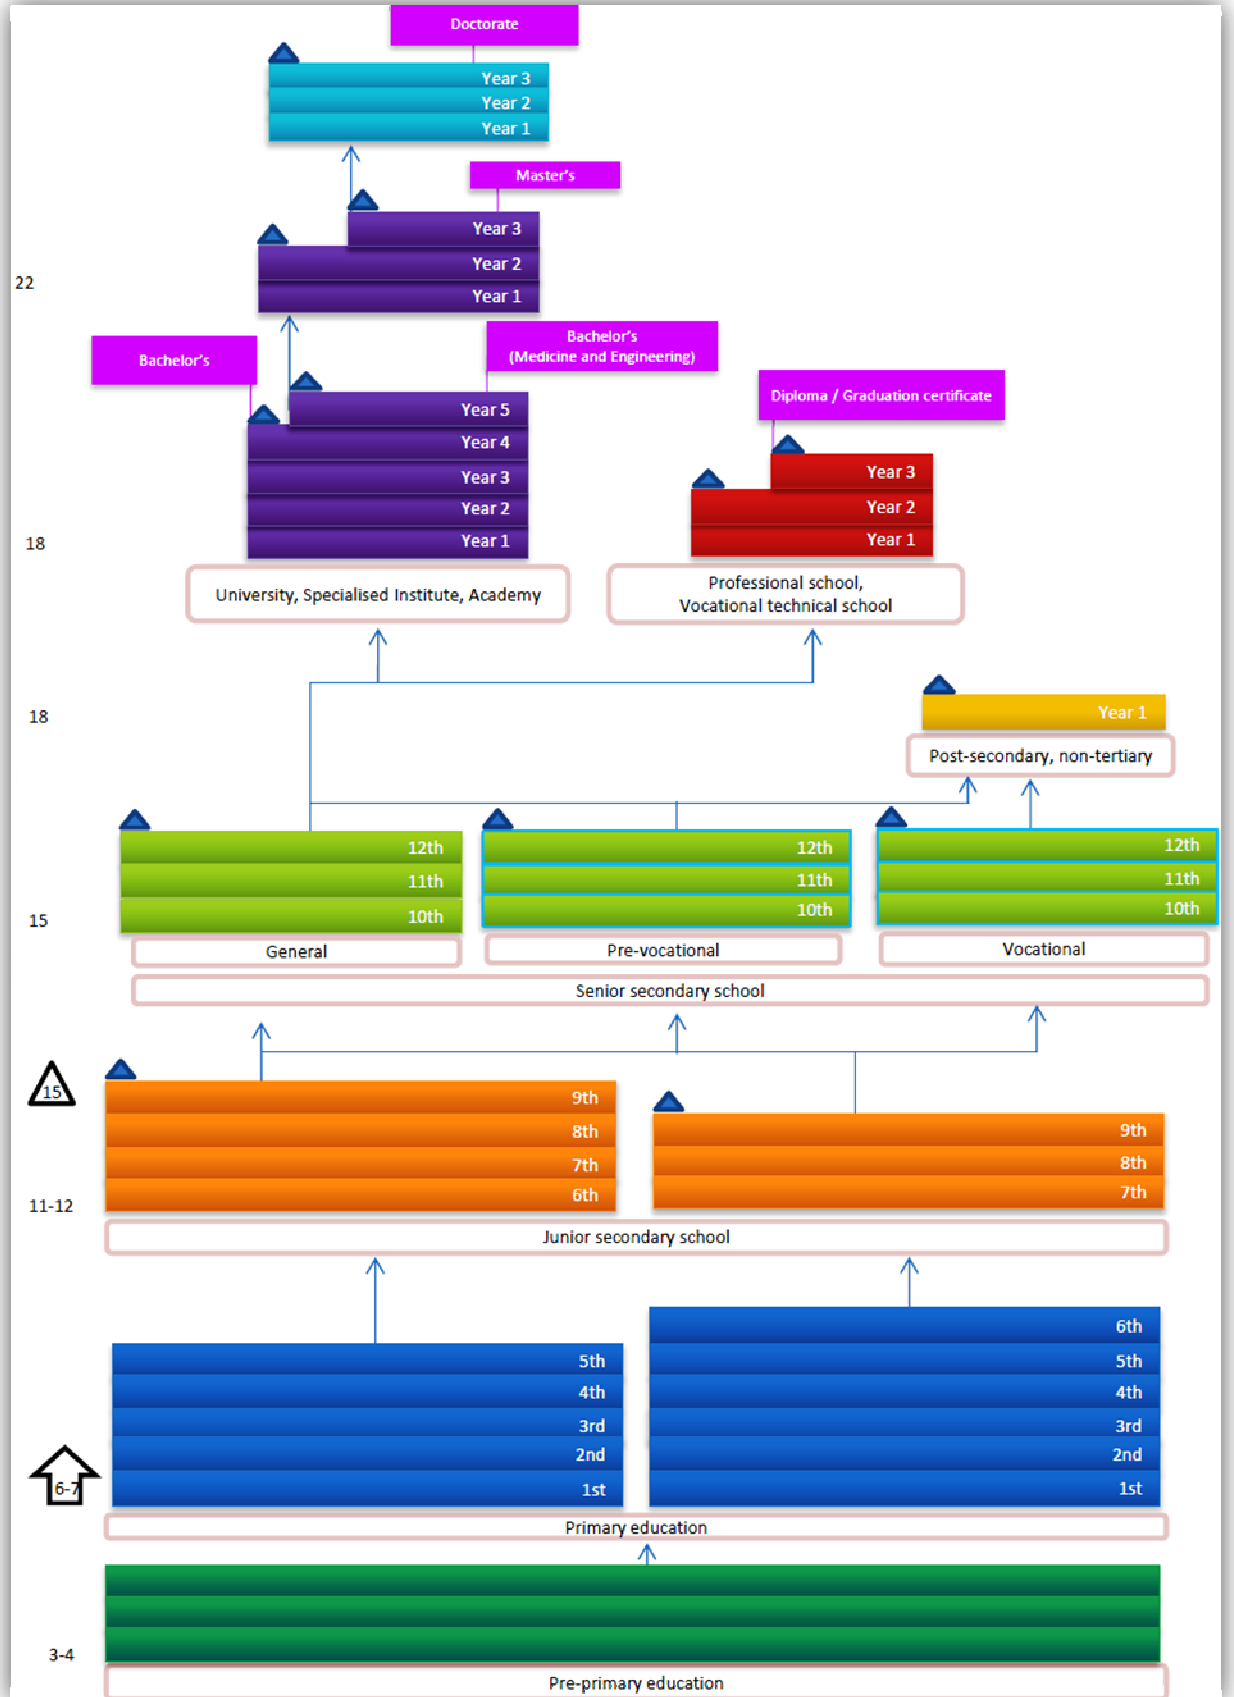 Doctorate
Year 3
Year 2
Year 1
Master's
Year 3
Year 2
22
Year 1
Bachelor's
(Medicine and Engineering)
Bachelor's
Diploma / Graduation certificate
Year 5
Year 4
Year 3
Year 2
Year 1
Year 3
Year 2
Year 1
18
University, Specialised Institute, Academy
Professional school,
Vocational technical school
18
Year 1
Post-secondary, non-tertiary
12th
11th
10th
12th
11th
10th
12th
11th
10th
15
General
Pre-vocational
Vocational
Senior secondary school
15
9th
8th
7th
6th
9th
8th
7th
11-12
Junior secondary school
5th
4th
3rd
2nd
1st
6th
5th
4th
3rd
2nd
1st
6-7
Primary education
3-4
Pre-primary education